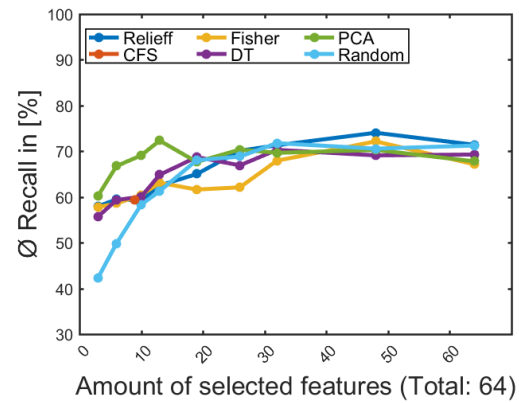 100
90
80
70
60
50
40
30
Ø Recall in [%]
Relieff Fisher PCA
CFS DT Random
0 10 20 30 40 50 60
Amount of selected features (Total: 64)